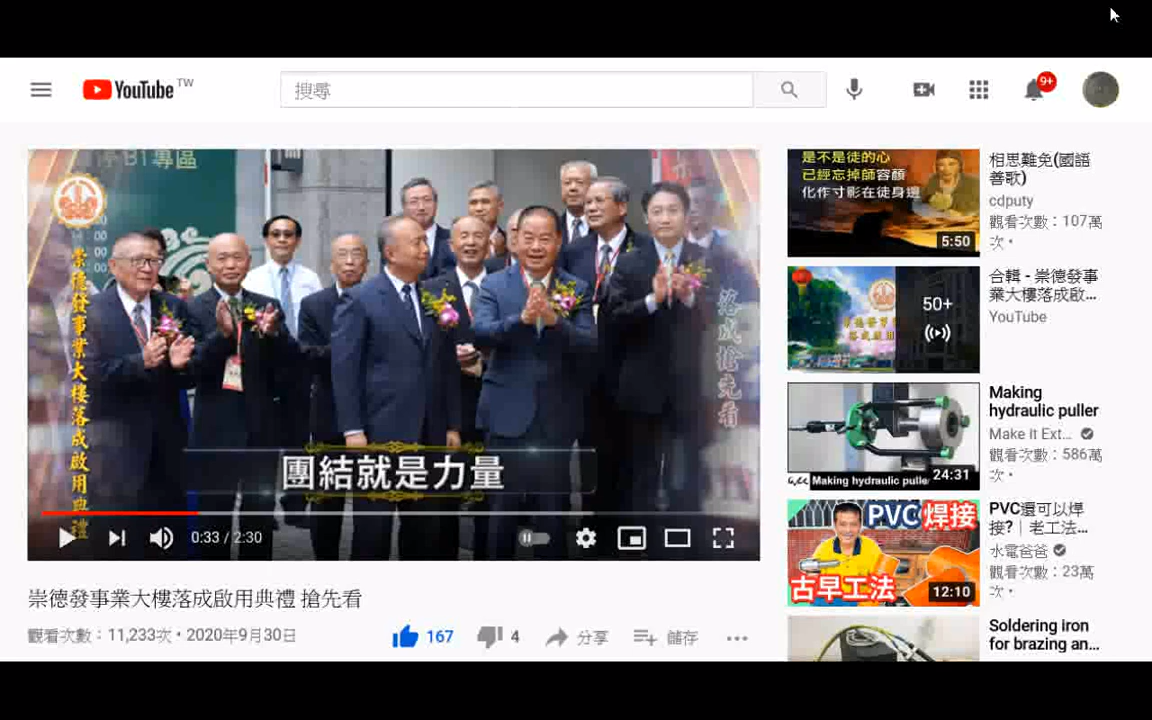 YouTube TW
搜尋
9+
停B1專區
00
00
00
崇德發事業大樓落成啟用典禮
落成搶先看
團結就是力量
0:33 / 2:30
崇德發事業大樓落成啟用典禮 搶先看
觀看次數：11,233次 • 2020年9月30日
167
4
分享
儲存
是不是徒的心
已經忘掉師容顏
化作寸影在徒身邊
5:50
相思難免(國語善歌)
cdputy
觀看次數：107萬次 •
50+
合輯 - 崇德發事業大樓落成啟...
YouTube
Making hydraulic puller
24:31
Making
hydraulic puller
Make It Ext...
觀看次數：586萬次 •
PVC焊接
古早工法
12:10
PVC還可以焊
接?｜老工法...
水電爸爸
觀看次數：23萬次 •
Soldering iron
for brazing an...